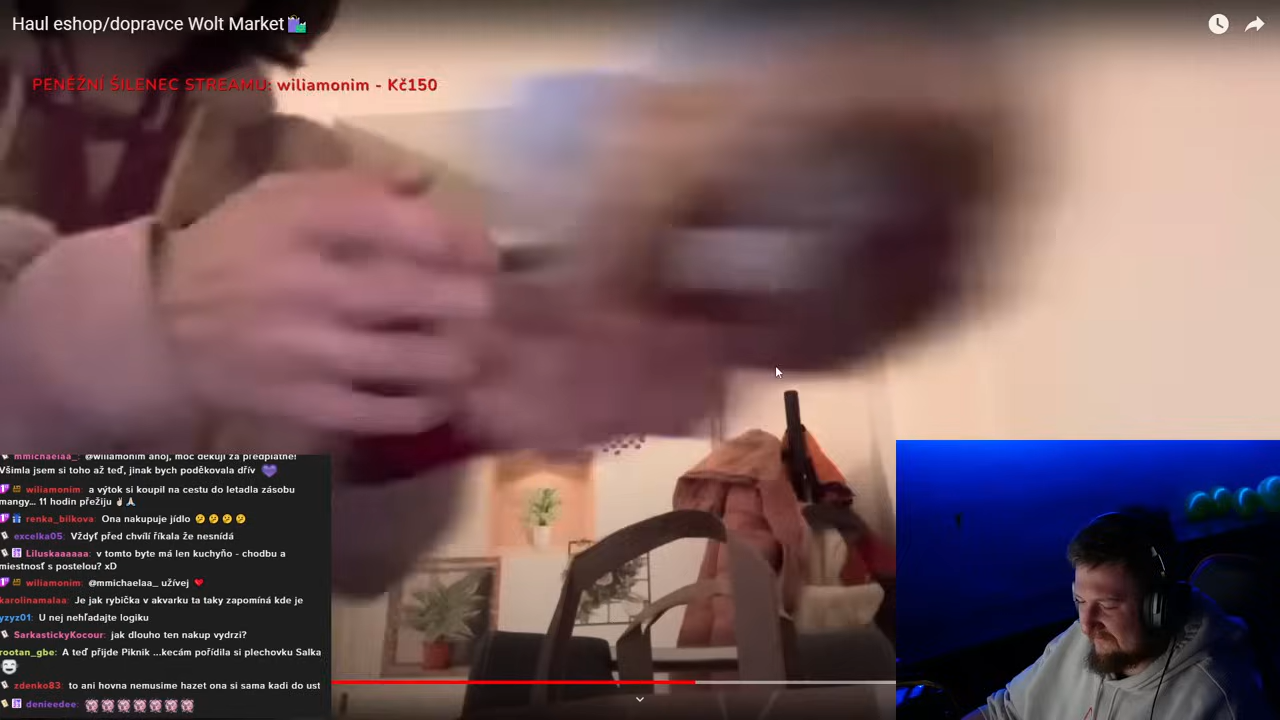 Haul eshop/dopravce Wolt Market🛍️
PENĚŽNÍ ŠÍLENEC STREAMU: wiliamonim - Kč150
mmichaelaa_: @wiliamonim ahoj, moc děkuji za předplatné!
Všimla jsem si toho až teď, jinak bych poděkovala dřív 💜
wiliamonim: a výtok si koupil na cestu do letadla zásobu
mangy... 11 hodin přežiju ✌🙏
renka_bilkova: Ona nakupuje jídlo
excelka05: Vždyť před chvílí říkala že nesnídá
Liluskaaaaaa: v tomto byte má len kuchyňo - chodbu a
miestnosť s postelou? xD
wiliamonim: @mmichaelaa_ užívej ❤
karolinamalaa: Je jak rybička v akvarku ta taky zapomíná kde je
yzyz01: U nej nehľadajte logiku
SarkastickyKocour: jak dlouho ten nakup vydrzi?
rootan_gbe: A teď přijde Piknik ...kecám pořídila si plechovku Salka
zdenko83: to ani hovna nemusime hazet ona si sama kadi do ust
denieedee: